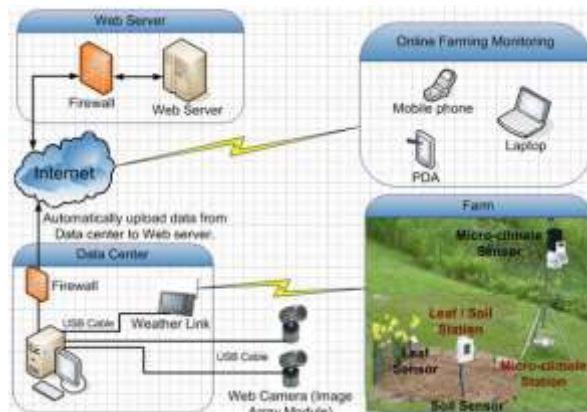 Web Server
Firewall
Web Server
Online Farming Monitoring
Mobile phone
Laptop
PDA
Internet
Automatically upload data from
Data center to Web server.
Data Center
Firewall
USB Cable
Weather Link
USB Cable
Web Camera (Image
Array Module)
Farm
Micro-climate
Sensor
Leaf / Soil
Station
Leaf
Sensor
Micro-climate
Station
Soil Sensor